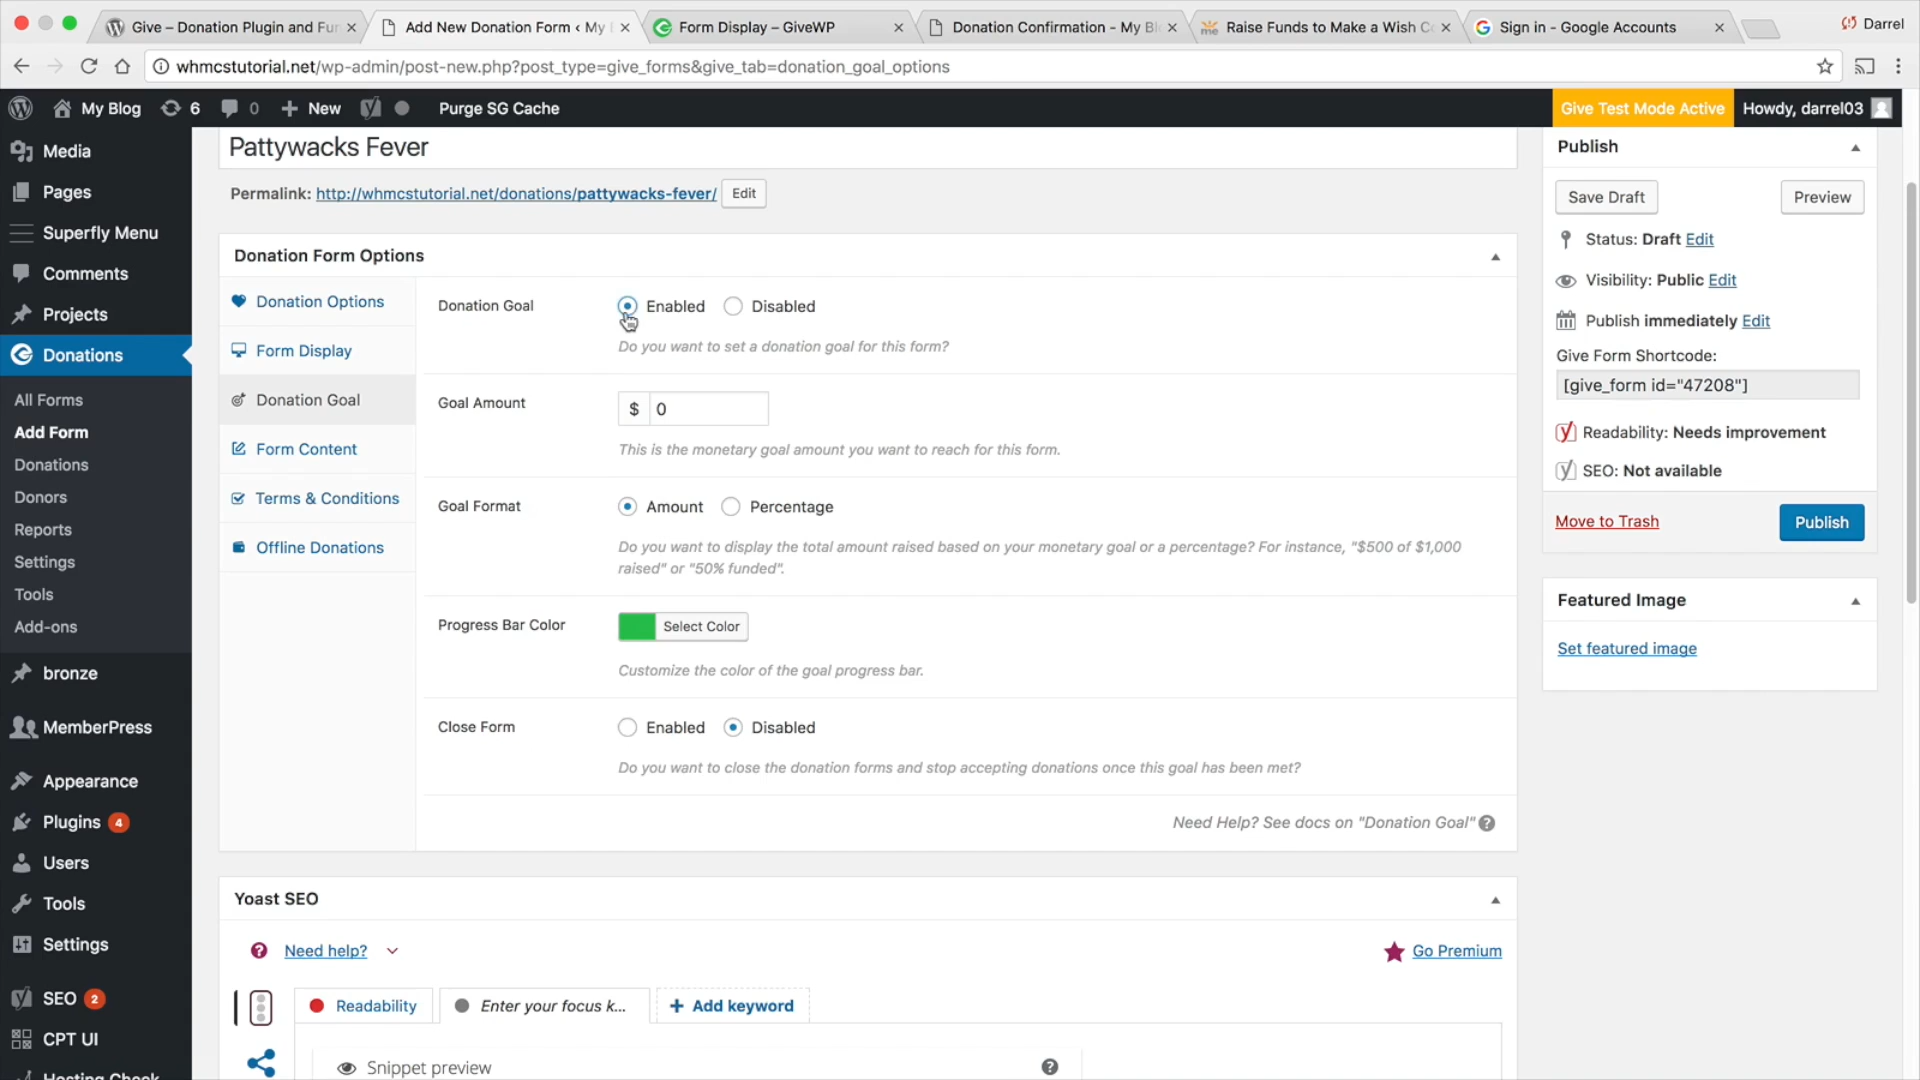 Give – Donation Plugin and Fun
Add New Donation Form ‹ My
Form Display – GiveWP
Donation Confirmation - My Blo
Raise Funds to Make a Wish Co
Sign in - Google Accounts
Darrel
whmcstutorial.net/wp-admin/post-new.php?post_type=give_forms&give_tab=donation_goal_options
My Blog
6
0
New
Purge SG Cache
Give Test Mode Active
Howdy, darrel03
Media
Pages
Superfly Menu
Comments
Projects
Donations
All Forms
Add Form
Donations
Donors
Reports
Settings
Tools
Add-ons
bronze
MemberPress
Appearance
Plugins 4
Users
Tools
Settings
SEO 2
CPT UI
Hosting Check
Pattywacks Fever
Permalink: http://whmcstutorial.net/donations/pattywacks-fever/ Edit
Donation Form Options
Donation Options
Form Display
Donation Goal
Form Content
Terms & Conditions
Offline Donations
Donation Goal
Enabled Disabled
Do you want to set a donation goal for this form?
Goal Amount
$ 0
This is the monetary goal amount you want to reach for this form.
Goal Format
Amount Percentage
Do you want to display the total amount raised based on your monetary goal or a percentage? For instance, "$500 of $1,000
raised" or "50% funded".
Progress Bar Color
Select Color
Customize the color of the goal progress bar.
Close Form
Enabled Disabled
Do you want to close the donation forms and stop accepting donations once this goal has been met?
Need Help? See docs on "Donation Goal" ?
Yoast SEO
? Need help?
Go Premium
Readability
Enter your focus k...
+ Add keyword
Snippet preview
?
Publish
Save Draft
Preview
Status: Draft Edit
Visibility: Public Edit
Publish immediately Edit
Give Form Shortcode:
[give_form id="47208"]
Readability: Needs improvement
SEO: Not available
Move to Trash
Publish
Featured Image
Set featured image